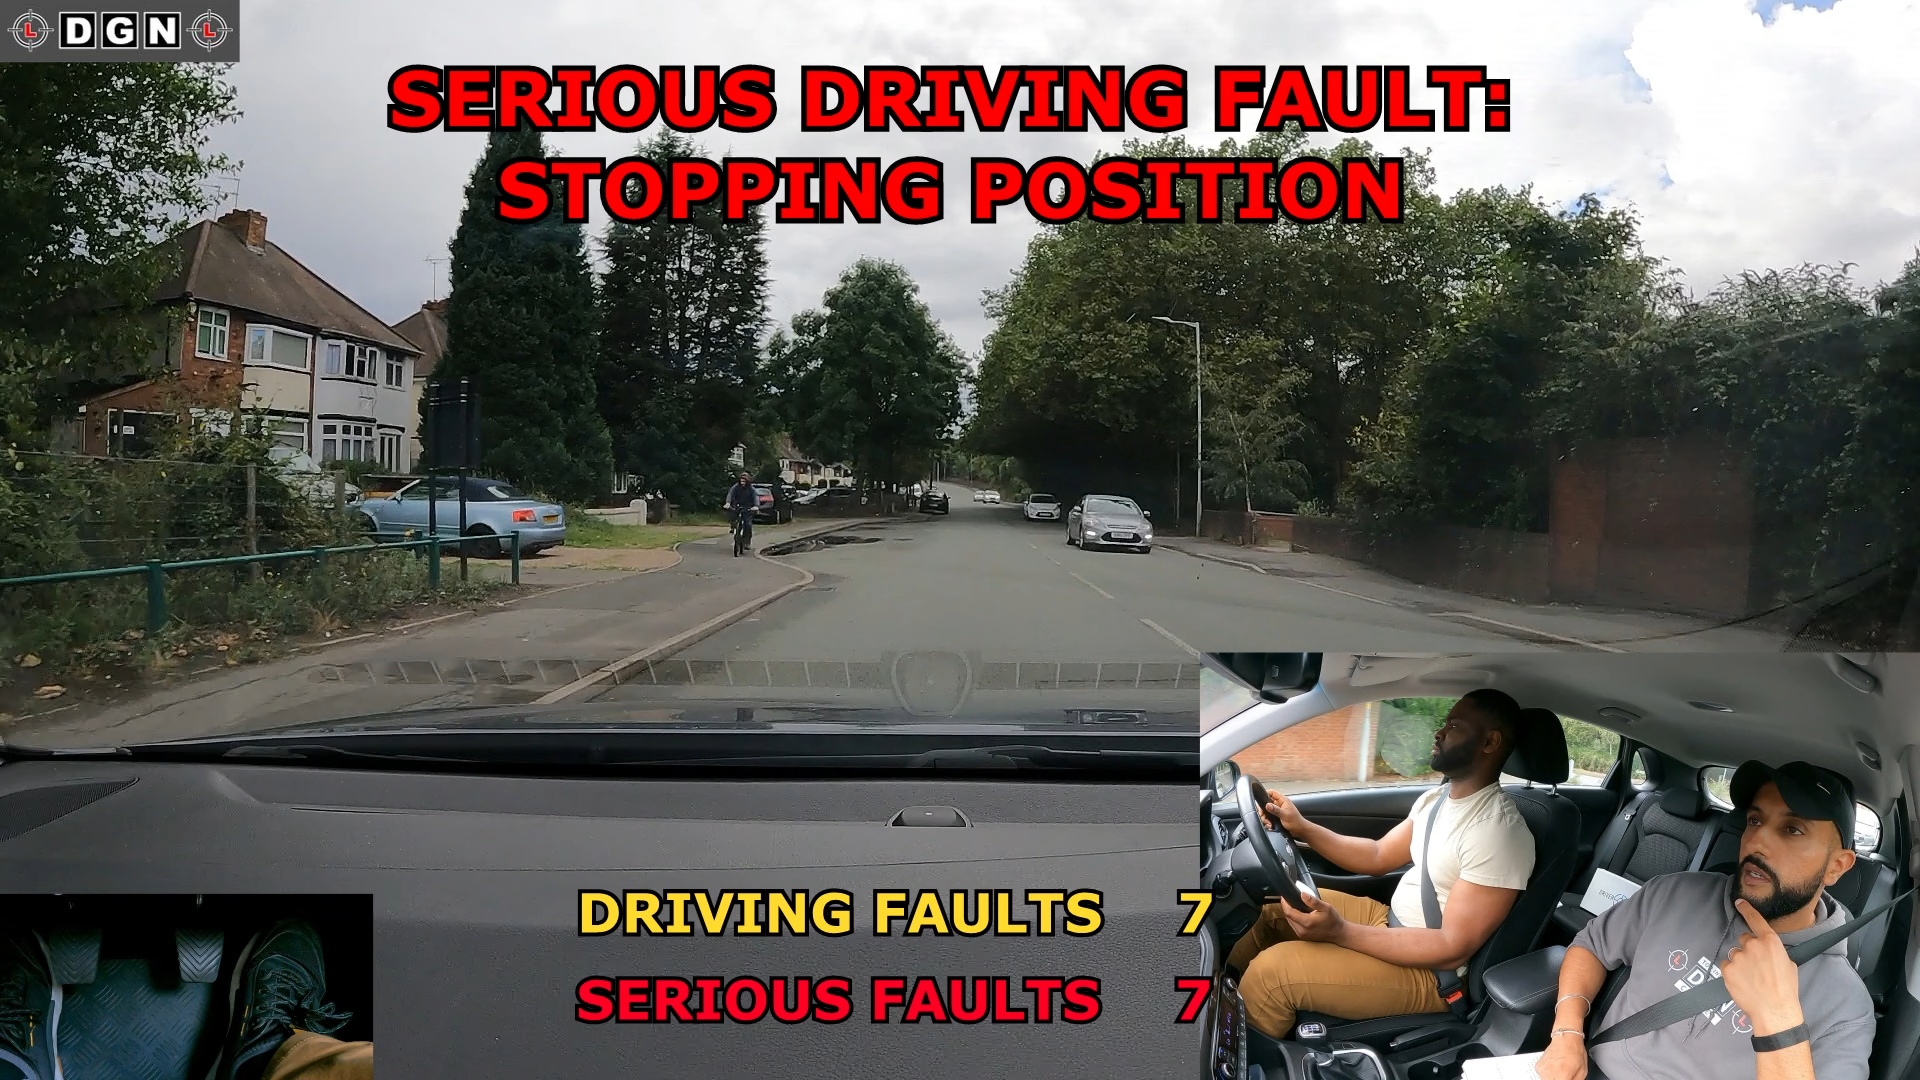 L DGN L
SERIOUS DRIVING FAULT:
STOPPING POSITION
DRIVING FAULTS 7
SERIOUS FAULTS 7